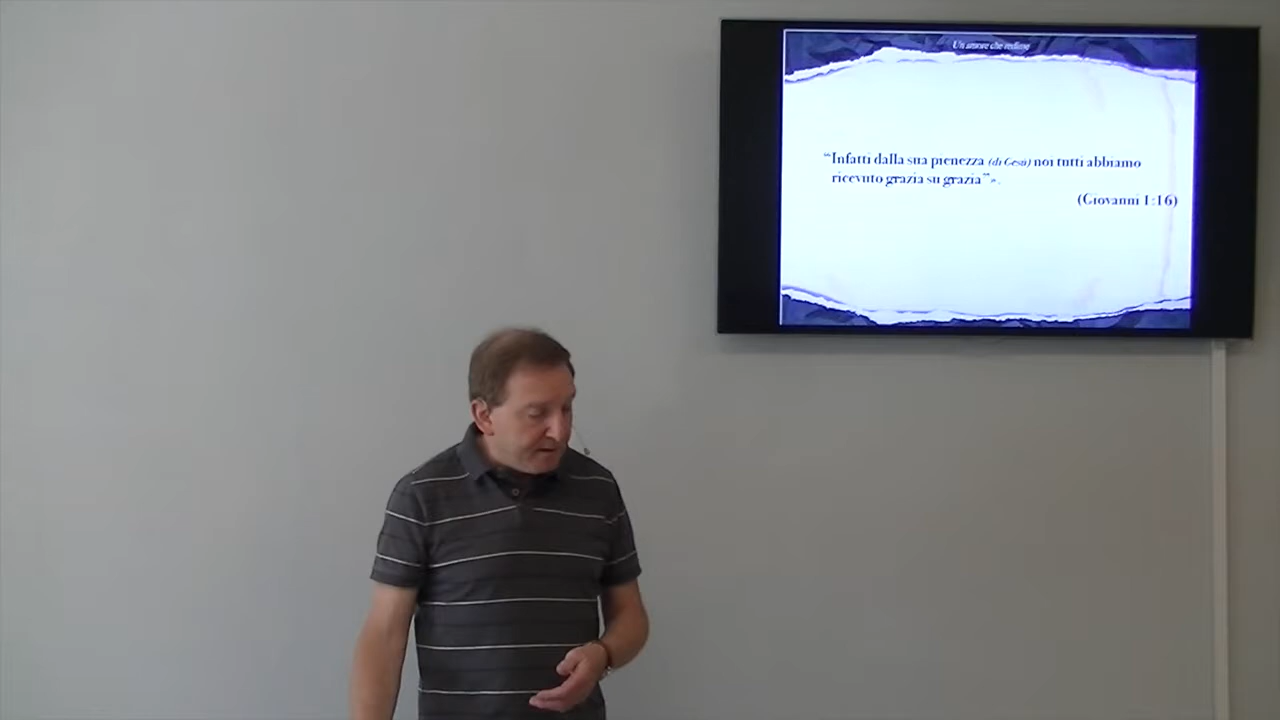 Un amore che redime
“Infatti dalla sua pienezza (di Gesù) noi tutti abbiamo
ricevuto grazia su grazia”».
(Giovanni 1:16)